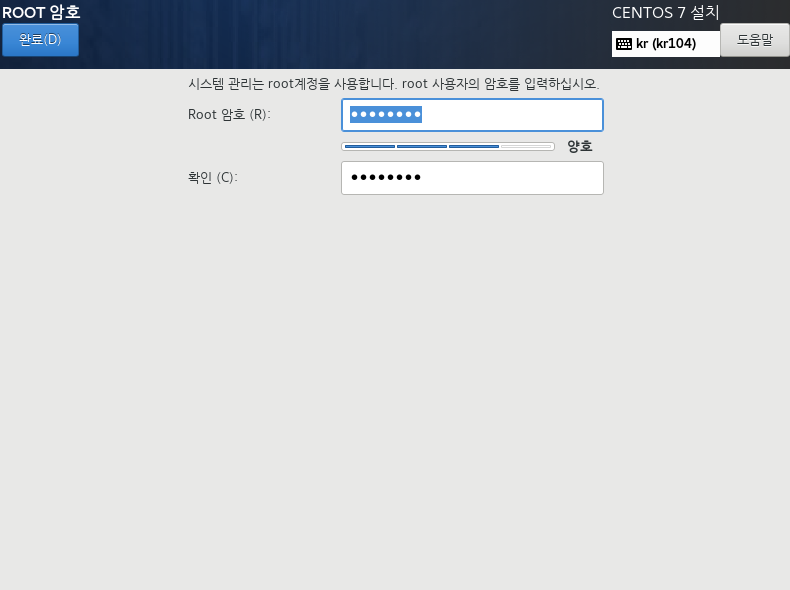 ROOT 암호
CENTOS 7 설치
완료(D)
kr (kr104)
도움말
시스템 관리는 root계정을 사용합니다. root 사용자의 암호를 입력하십시오.
Root 암호 (R):
●●●●●●●●
양호
확인 (C):
●●●●●●●●